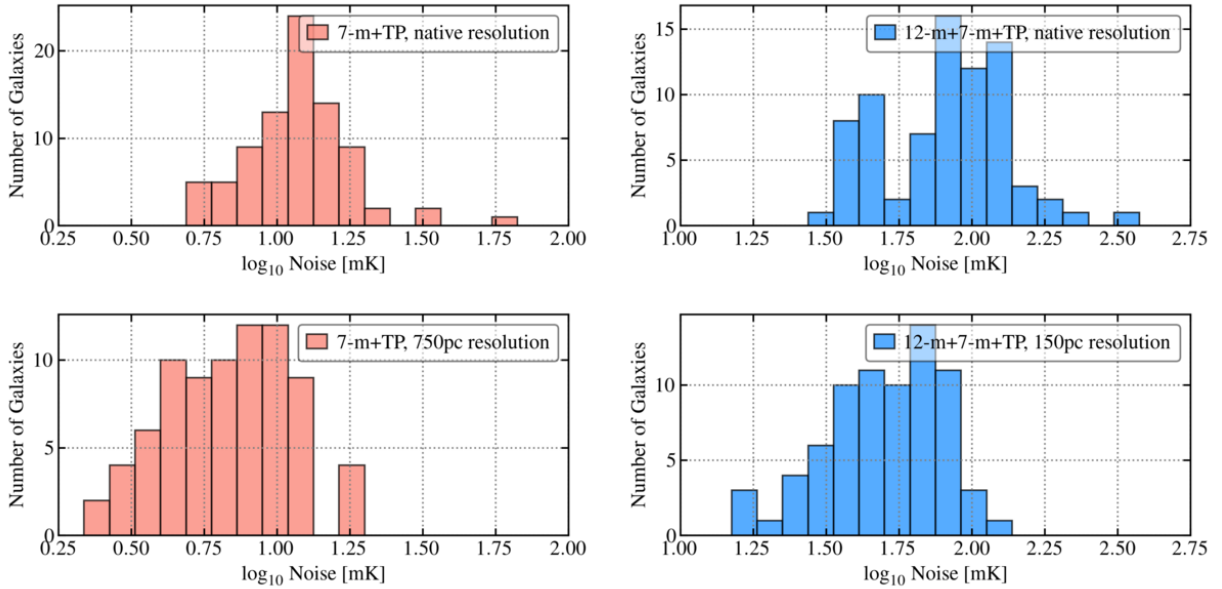 7-m+TP, native resolution
Number of Galaxies
20
10
0
0.25 0.50 0.75 1.00 1.25 1.50 1.75 2.00
log10 Noise [mK]
12-m+7-m+TP, native resolution
Number of Galaxies
15
10
5
0
1.00 1.25 1.50 1.75 2.00 2.25 2.50 2.75
log10 Noise [mK]
7-m+TP, 750pc resolution
Number of Galaxies
10
5
0
0.25 0.50 0.75 1.00 1.25 1.50 1.75 2.00
log10 Noise [mK]
12-m+7-m+TP, 150pc resolution
Number of Galaxies
10
5
0
1.00 1.25 1.50 1.75 2.00 2.25 2.50 2.75
log10 Noise [mK]